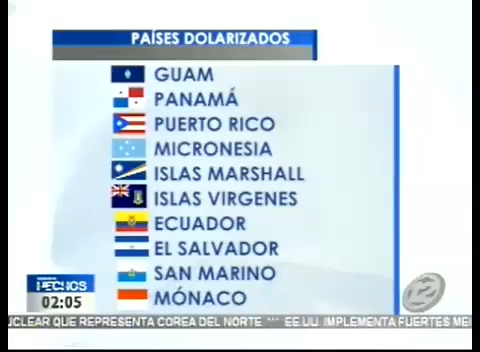 PAÍSES DOLARIZADOS
GUAM
PANAMÁ
PUERTO RICO
MICRONESIA
ISLAS MARSHALL
ISLAS VIRGENES
ECUADOR
EL SALVADOR
SAN MARINO
MÓNACO
HECHOS
02:05
12
UCLEAR QUE REPRESENTA COREA DEL NORTE EE.UU IMPLEMENTA FUERTES ME